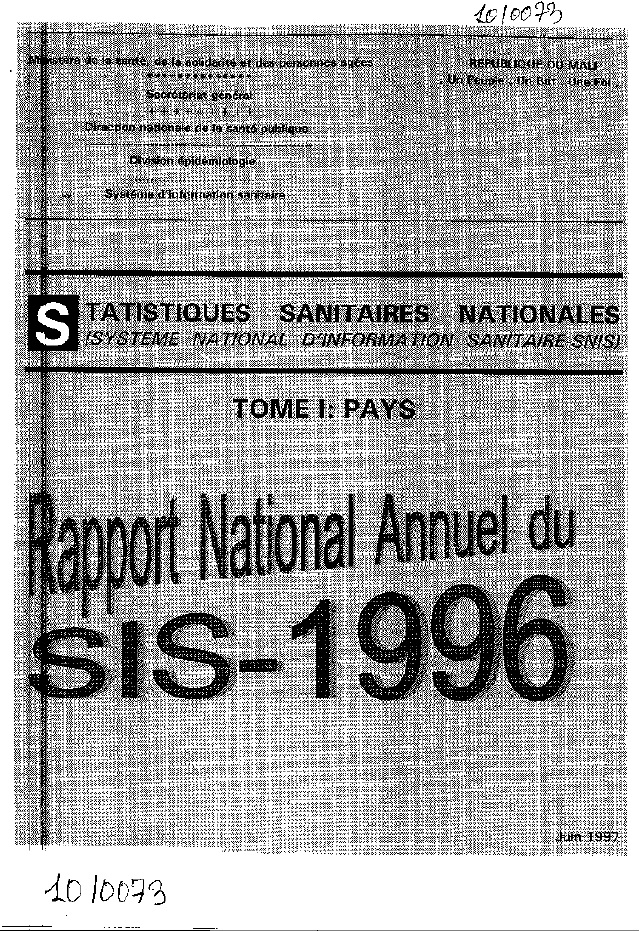 10/0073
Ministère de la santé, de la solidarité et des personnes agées
REPUBLIQUE DU MALI
Un Peuple - Un But - Une Foi
Secrétariat général
Direction nationale de la santé publique
Division épidémiologie
Système d'information sanitaire
STATISTIQUES SANITAIRES NATIONALES
(SYSTEME NATIONAL D'INFORMATION SANITAIRE-SNIS)
TOME I: PAYS
Rapport National Annuel du
SIS-1996
Juin 1997
10/0073